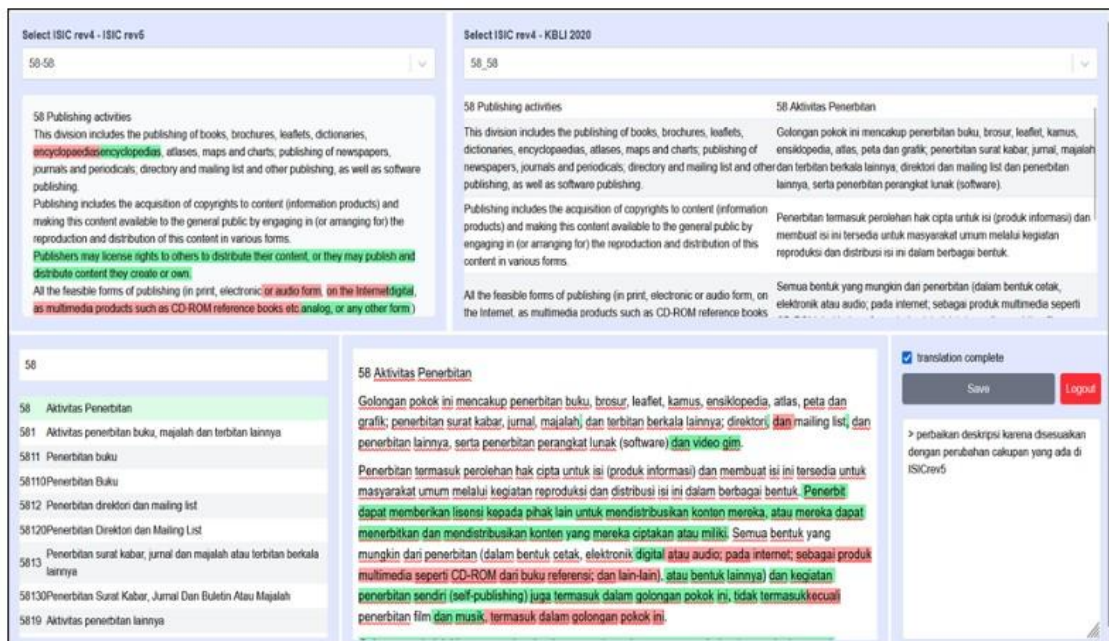 Select ISIC rev4 - ISIC rev5
58-58
58 Publishing activities
This division includes the publishing of books, brochures, leaflets, dictionaries,
encyclopaediasencyclopedias, atlases, maps and charts; publishing of newspapers,
journals and periodicals; directory and mailing list and other publishing, as well as software
publishing.
Publishing includes the acquisition of copyrights to content (information products) and
making this content available to the general public by engaging in (or arranging for) the
reproduction and distribution of this content in various forms.
Publishers may license rights to others to distribute their content, or they may publish and
distribute content they create or own.
All the feasible forms of publishing (in print, electronic or audio form, on the Internetdigital,
as multimedia products such as CD-ROM reference books etc.analog, or any other form )
Select ISIC rev4 - KBLI 2020
58_58
58 Publishing activities
This division includes the publishing of books, brochures, leaflets,
dictionaries, encyclopaedias, atlases, maps and charts; publishing of
newspapers, journals and periodicals; directory and mailing list and other
publishing, as well as software publishing.
Publishing includes the acquisition of copyrights to content (information
products) and making this content available to the general public by
engaging in (or arranging for) the reproduction and distribution of this
content in various forms.
All the feasible forms of publishing (in print, electronic or audio form, on
the Internet, as multimedia products such as CD-ROM reference books
58 Aktivitas Penerbitan
Golongan pokok ini mencakup penerbitan buku, brosur, leaflet, kamus,
ensiklopedia, atlas, peta dan grafik; penerbitan surat kabar, jurnal, majalah
dan terbitan berkala lainnya; direktori dan mailing list dan penerbitan
lainnya, serta penerbitan perangkat lunak (software).
Penerbitan termasuk perolehan hak cipta untuk isi (produk informasi) dan
membuat isi ini tersedia untuk masyarakat umum melalui kegiatan
reproduksi dan distribusi isi ini dalam berbagai bentuk.
Semua bentuk yang mungkin dari penerbitan (dalam bentuk cetak,
elektronik atau audio; pada internet; sebagai produk multimedia seperti
58
58 Aktivitas Penerbitan
581 Aktivitas penerbitan buku, majalah dan terbitan lainnya
5811 Penerbitan buku
58110Penerbitan Buku
5812 Penerbitan direktori dan mailing list
58120Penerbitan Direktori dan Mailing List
5813 Penerbitan surat kabar, jurnal dan majalah atau terbitan berkala
lainnya
58130Penerbitan Surat Kabar, Jurnal Dan Buletin Atau Majalah
5819 Aktivitas penerbitan lainnya
58 Aktivitas Penerbitan
Golongan pokok ini mencakup penerbitan buku, brosur, leaflet, kamus, ensiklopedia, atlas, peta dan
grafik; penerbitan surat kabar, jurnal, majalah, dan terbitan berkala lainnya; direktori, dan mailing list, dan
penerbitan lainnya, serta penerbitan perangkat lunak (software) dan video gim.
Penerbitan termasuk perolehan hak cipta untuk isi (produk informasi) dan membuat isi ini tersedia untuk
masyarakat umum melalui kegiatan reproduksi dan distribusi isi ini dalam berbagai bentuk. Penerbit
dapat memberikan lisensi kepada pihak lain untuk mendistribusikan konten mereka, atau mereka dapat
menerbitkan dan mendistribusikan konten yang mereka ciptakan atau miliki. Semua bentuk yang
mungkin dari penerbitan (dalam bentuk cetak, elektronik digital atau audio; pada internet; sebagai produk
multimedia seperti CD-ROM dari buku referensi; dan lain-lain), atau bentuk lainnya) dan kegiatan
penerbitan sendiri (self-publishing) juga termasuk dalam golongan pokok ini, tidak termasukkecuali
penerbitan film dan musik, termasuk dalam golongan pokok ini.
translation complete
Save
Logout
> perbaikan deskripsi karena disesuaikan
dengan perubahan cakupan yang ada di
ISICrev5